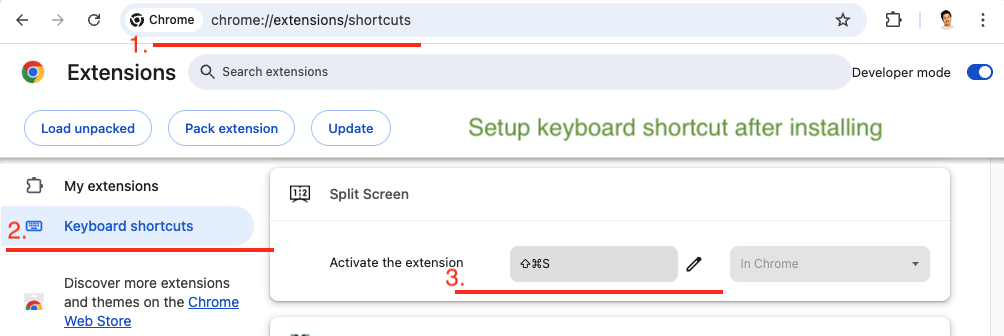 Chrome
chrome://extensions/shortcuts
1.
Extensions
Search extensions
Developer mode
Load unpacked
Pack extension
Update
Setup keyboard shortcut after installing
My extensions
1 2
Split Screen
2.
Keyboard shortcuts
Activate the extension
⇧⌘S
In Chrome
3.
Discover more extensions
and themes on the Chrome
Web Store